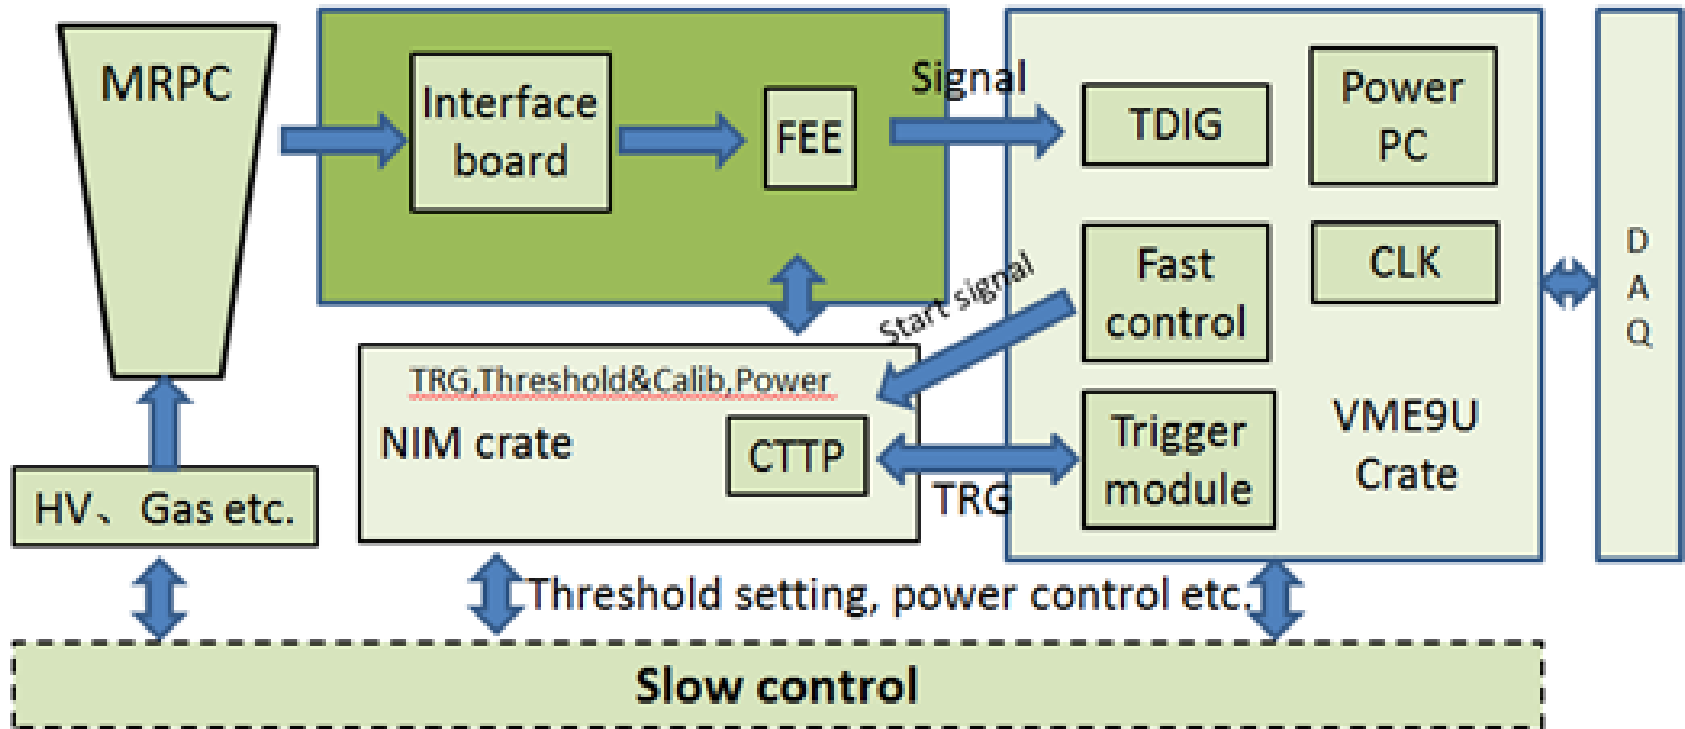 MRPC
Interface
board
FEE
Signal
TDIG
Power
PC
Fast
control
CLK
D
A
Q
Start signal
TRG,Threshold&Calib,Power
NIM crate
CTTP
TRG
Trigger
module
VME9U
Crate
HV、Gas etc.
Threshold setting, power control etc.
Slow control